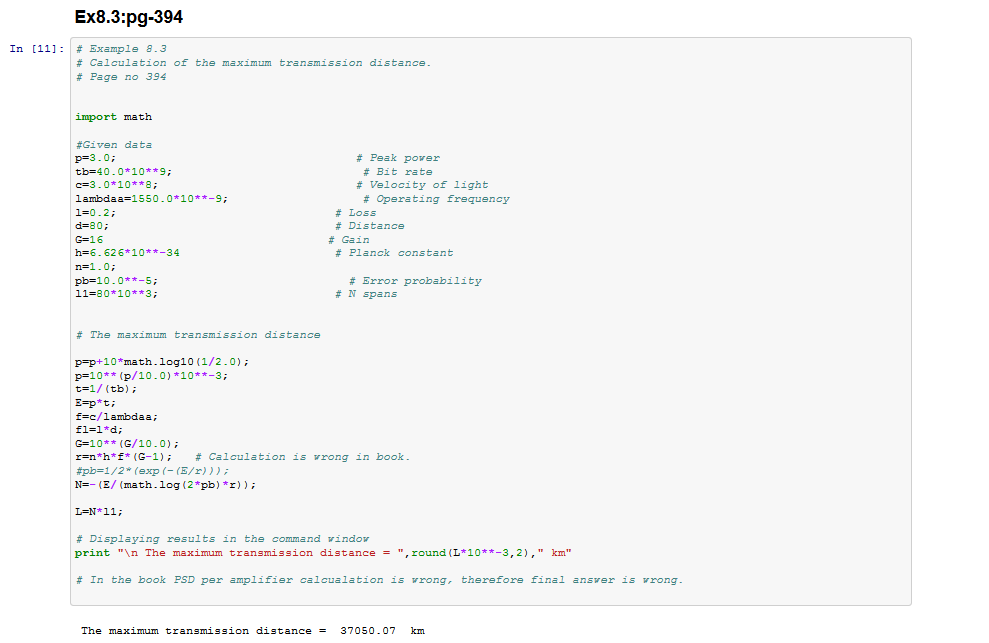 Ex8.3:pg-394
In [11]: # Example 8.3
# Calculation of the maximum transmission distance.
# Page no 394
import math
#Given data
p=3.0; # Peak power
tb=40.0*10**9; # Bit rate
c=3.0*10**8; # Velocity of light
lambdaa=1550.0*10**-9; # Operating frequency
l=0.2; # Loss
d=80; # Distance
G=16 # Gain
h=6.626*10**-34 # Planck constant
n=1.0;
pb=10.0**-5; # Error probability
l1=80*10**3; # N spans
# The maximum transmission distance
p=p+10*math.log10(1/2.0);
p=10**(p/10.0)*10**-3;
t=1/(tb);
E=p*t;
f=c/lambdaa;
fl=l*d;
G=10**(G/10.0);
r=n*h*f*(G-1); # Calculation is wrong in book.
#pb=1/2*(exp(-(E/r)));
N=-(E/(math.log(2*pb)*r));
L=N*l1;
# Displaying results in the command window
print "\n The maximum transmission distance = ",round(L*10**-3,2)," km"
# In the book PSD per amplifier calcualation is wrong, therefore final answer is wrong.
The maximum transmission distance = 37050.07 km